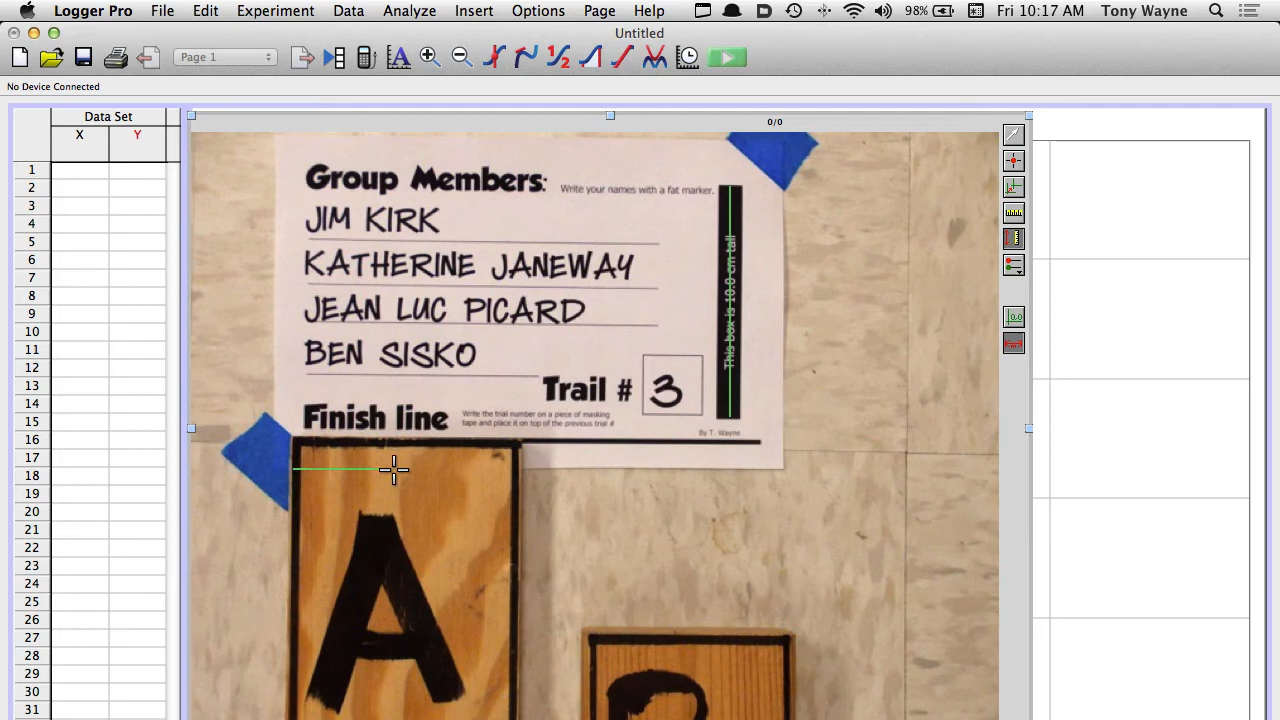 Logger Pro File Edit Experiment Data Analyze Insert Options Page Help 98% Fri 10:17 AM Tony Wayne
Untitled
Page 1
No Device Connected
Data Set
X Y
0/0
1
2
3
4
5
6
7
8
9
10
11
12
13
14
15
16
17
18
19
20
21
22
23
24
25
26
27
28
29
30
31
Group Members: Write your names with a fat marker.
JIM KIRK
KATHERINE JANEWAY
JEAN LUC PICARD
BEN SISKO
This box is 10.0 cm tall
Trail # 3
Finish line
Write the trial number on a piece of masking
tape and place it on top of the previous trial #
By T. Wayne
A